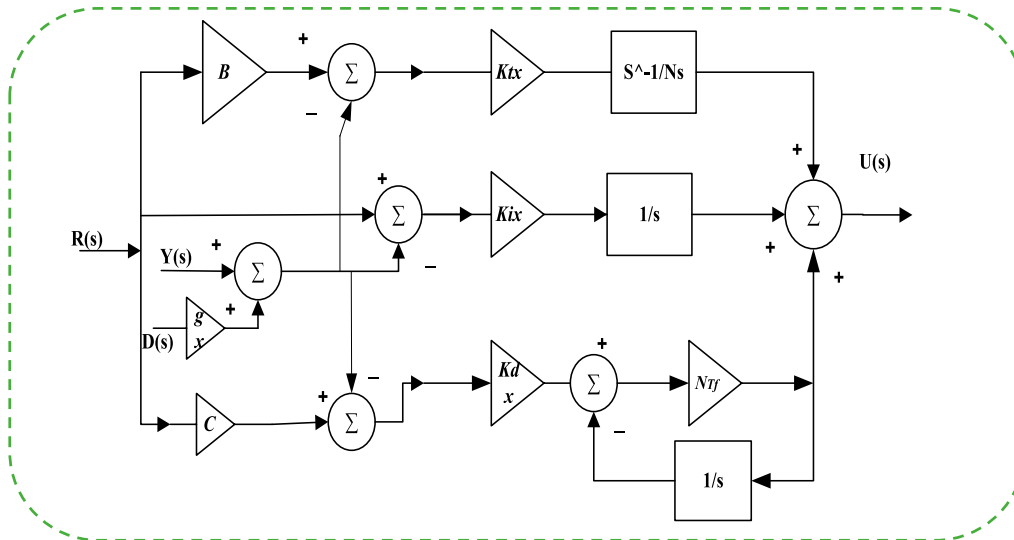 B
+
Σ
−
Ktx
S^-1/Ns
+
U(s)
+
Σ
−
Kix
1/s
Σ
+
+
R(s)
Y(s)
+
Σ
+
g
x
D(s)
C
+
−
Σ
Kd
x
+
Σ
−
NTf
1/s